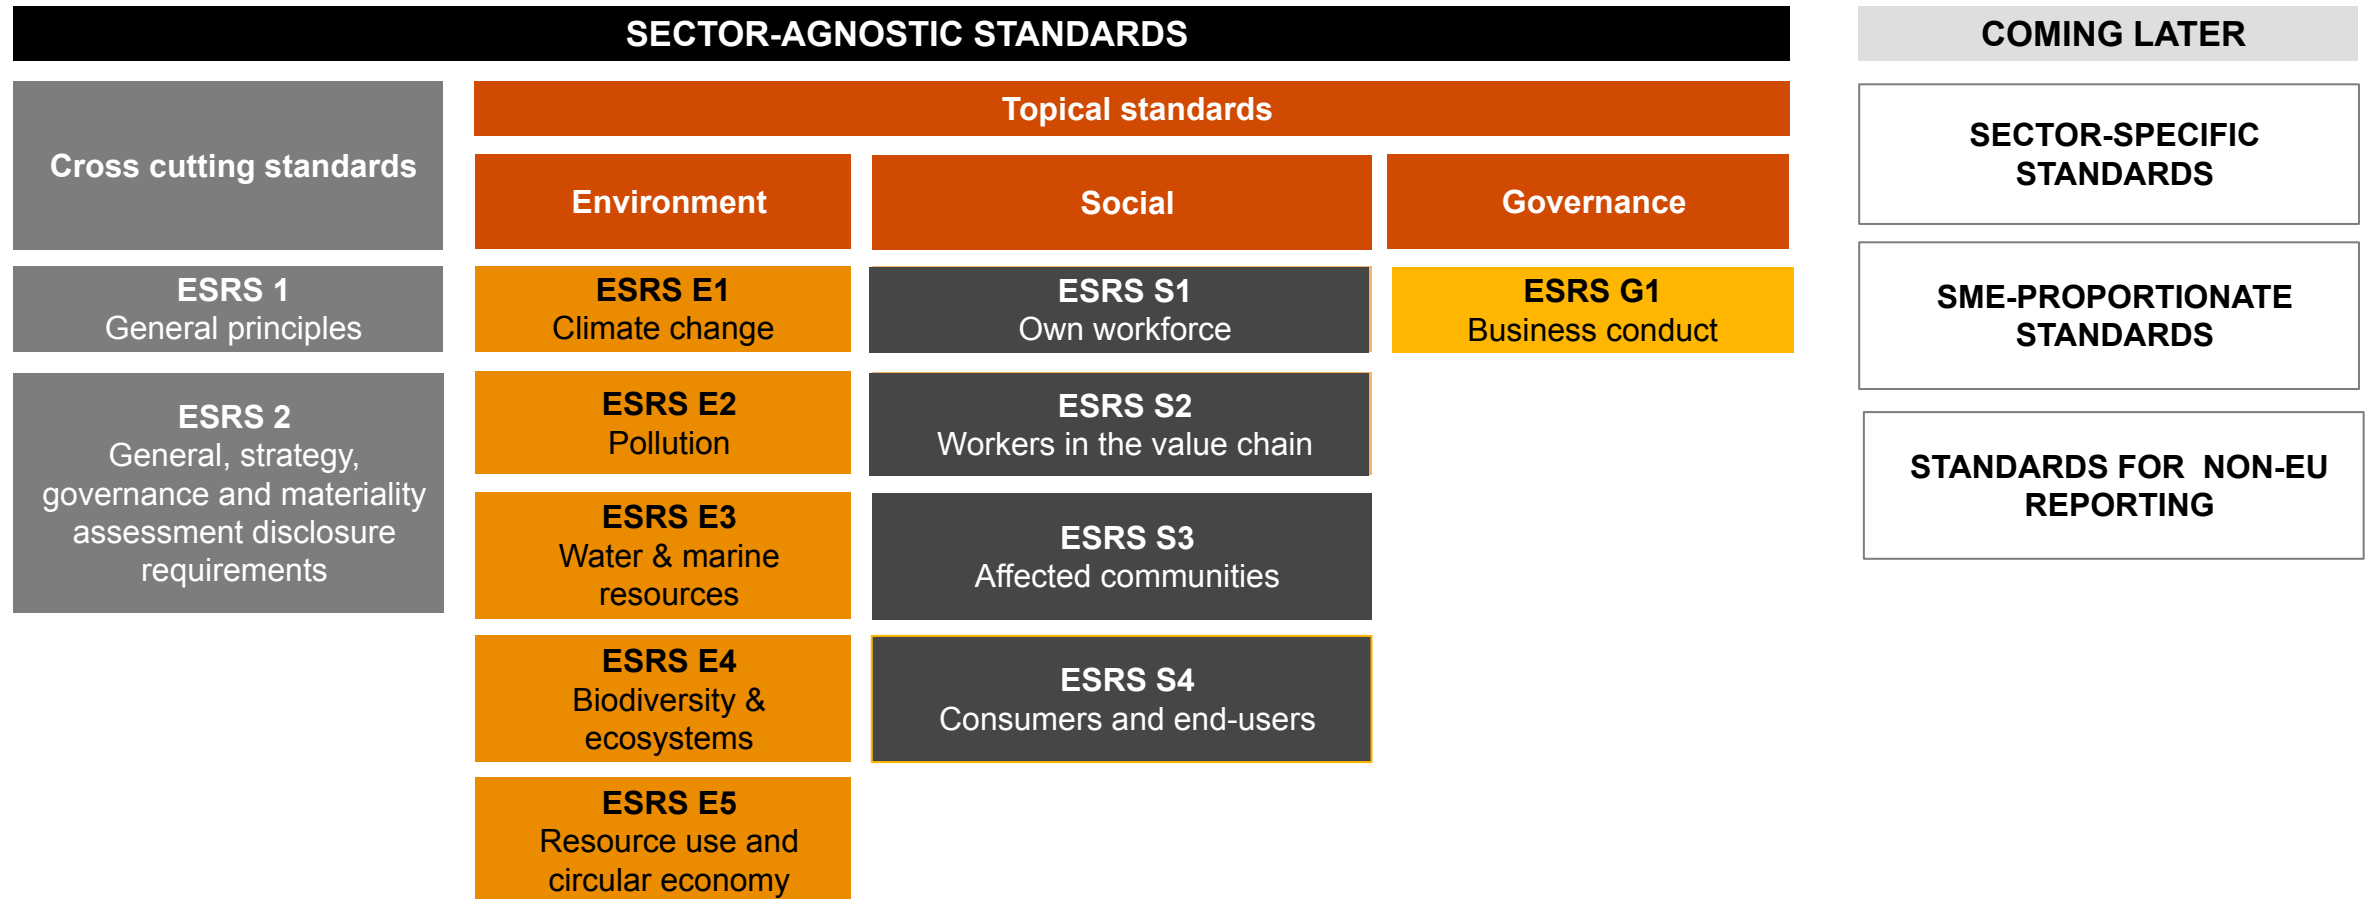 SECTOR-AGNOSTIC STANDARDS
COMING LATER
Cross cutting standards
Topical standards
Environment
Social
Governance
ESRS 1
General principles
ESRS 2
General, strategy,
governance and materiality
assessment disclosure
requirements
ESRS E1
Climate change
ESRS E2
Pollution
ESRS E3
Water & marine
resources
ESRS E4
Biodiversity &
ecosystems
ESRS E5
Resource use and
circular economy
ESRS S1
Own workforce
ESRS S2
Workers in the value chain
ESRS S3
Affected communities
ESRS S4
Consumers and end-users
ESRS G1
Business conduct
SECTOR-SPECIFIC
STANDARDS
SME-PROPORTIONATE
STANDARDS
STANDARDS FOR  NON-EU
REPORTING